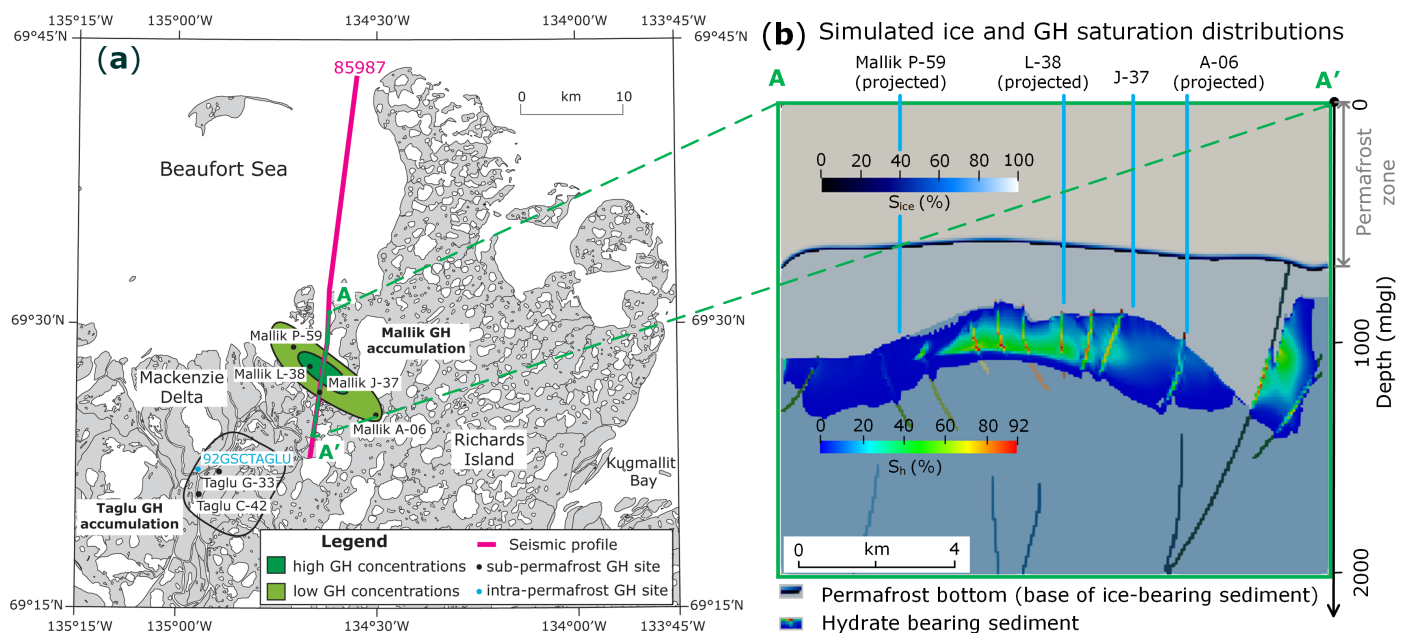 135°15'W
135°00'W
134°30'W
134°00'W
133°45'W
69°45'N
69°45'N
(a)
85987
0 km 10
Beaufort Sea
A
69°30'N
69°30'N
Mallik P-59
Mallik GH
accumulation
Mallik L-38
Mallik J-37
Mackenzie
Delta
Mallik A-06
A'
Richards
Island
92GSCTAGLU
Taglu G-33
Taglu C-42
Kugmallit
Bay
Taglu GH
accumulation
Legend
Seismic profile
high GH concentrations
sub-permafrost GH site
low GH concentrations
intra-permafrost GH site
69°15'N
69°15'N
135°15'W
135°00'W
134°30'W
134°00'W
133°45'W
(b) Simulated ice and GH saturation distributions
A
Mallik P-59
(projected)
L-38
(projected)
J-37
A-06
(projected)
A'
0
0 20 40 60 80 100
Sice (%)
Permafrost
zone
1000
Depth (mbgl)
0 20 40 60 80 92
Sh (%)
0 km 4
2000
Permafrost bottom (base of ice-bearing sediment)
Hydrate bearing sediment